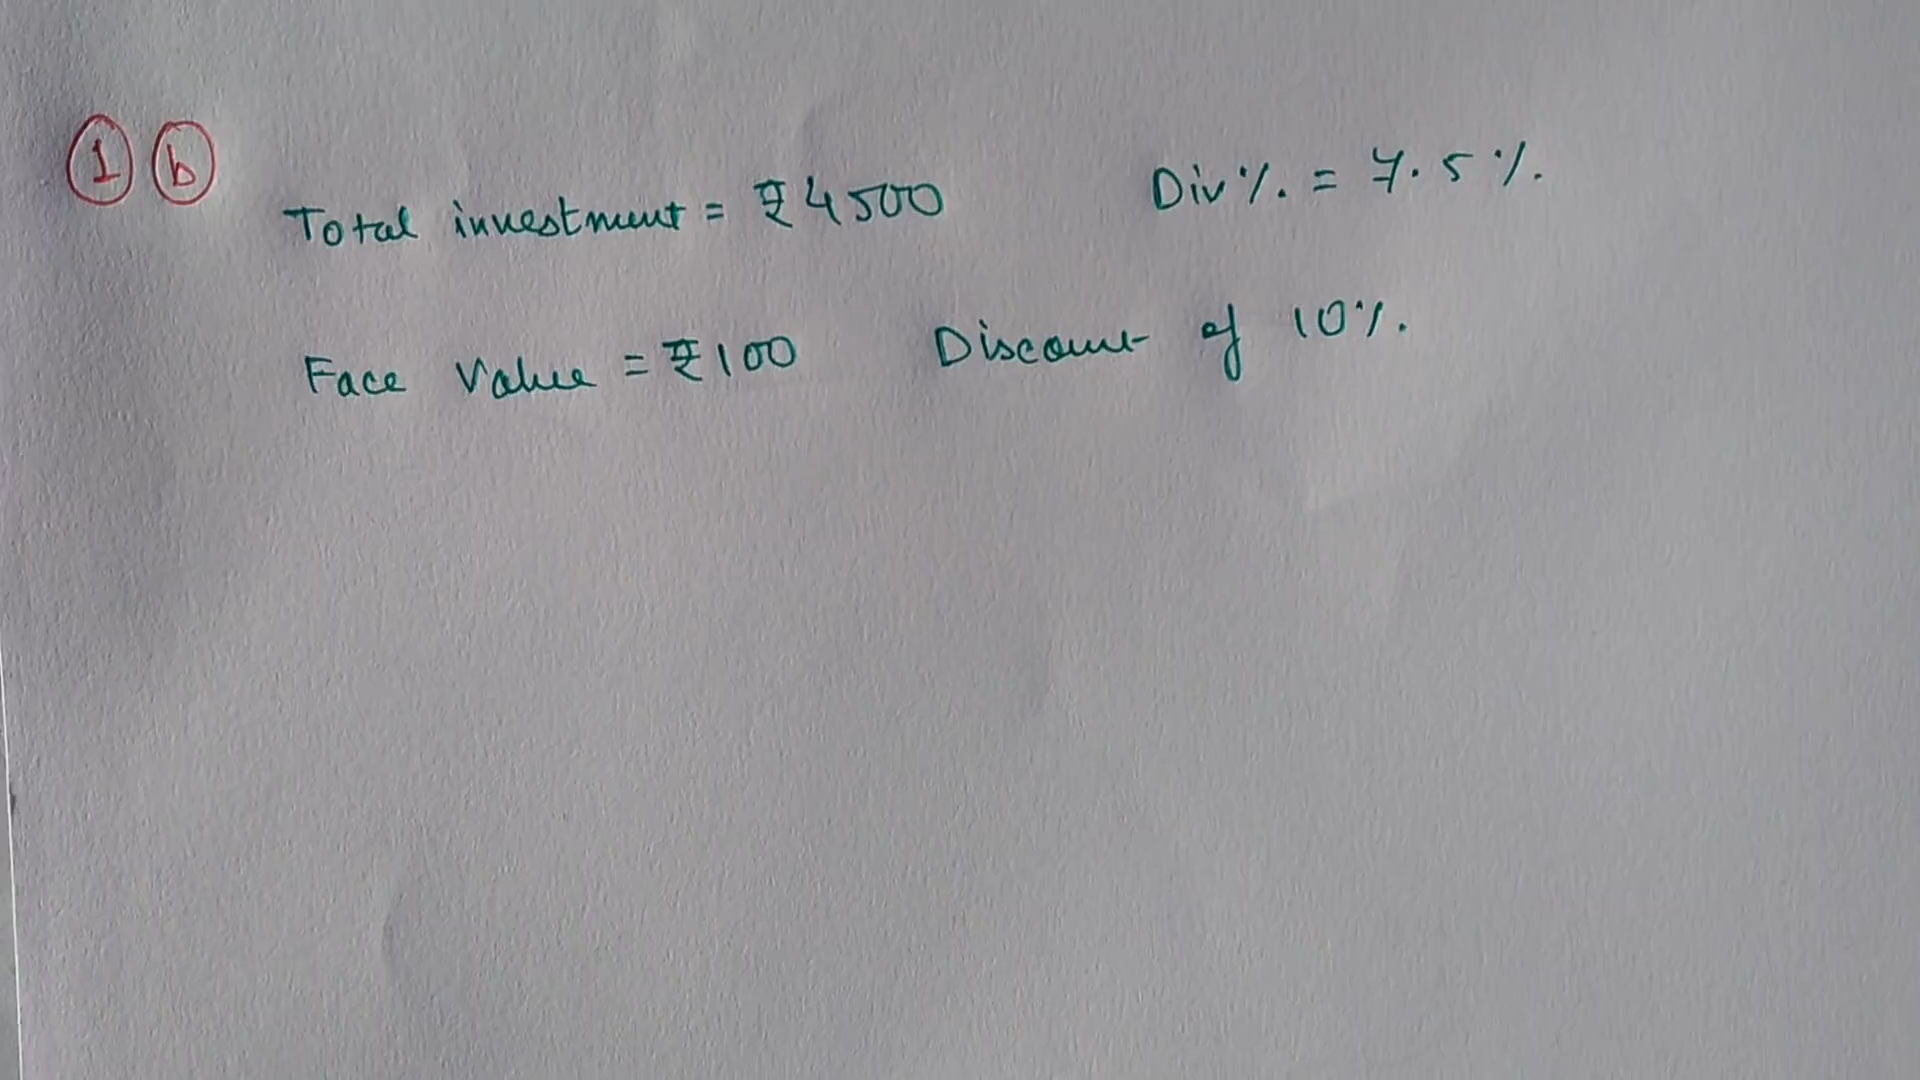 1 b
Total investment = ₹4500 Div% = 7.5%.
Face Value = ₹100 Discount of 10%.